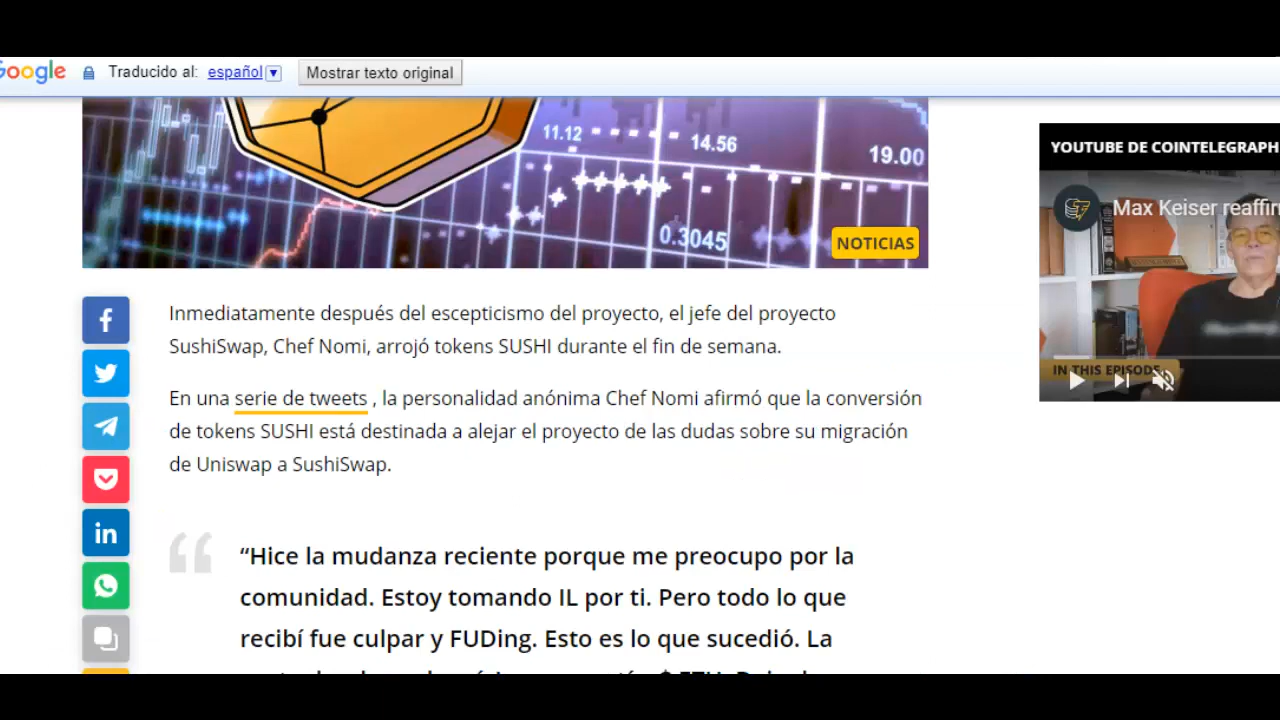 Google Traducido al: español Mostrar texto original
11.12
14.56
19.00
0.3045
NOTICIAS
YOUTUBE DE COINTELEGRAPH
Max Keiser
IN THIS EPISODE
Inmediatamente después del escepticismo del proyecto, el jefe del proyecto
SushiSwap, Chef Nomi, arrojó tokens SUSHI durante el fin de semana.
En una serie de tweets , la personalidad anónima Chef Nomi afirmó que la conversión
de tokens SUSHI está destinada a alejar el proyecto de las dudas sobre su migración
de Uniswap a SushiSwap.
“Hice la mudanza reciente porque me preocupo por la
comunidad. Estoy tomando IL por ti. Pero todo lo que
recibí fue culpar y FUDing. Esto es lo que sucedió. La